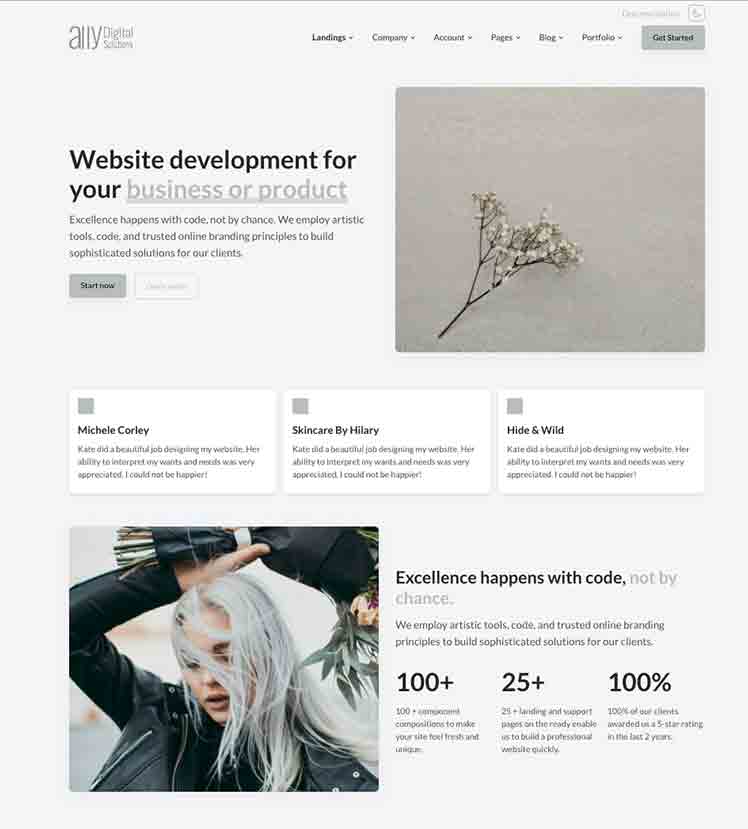 Documentation
ally Digital
Solutions
Landings Company Account Pages Blog Portfolio Get Started
Website development for
your business or product
Excellence happens with code, not by chance. We employ artistic
tools, code, and trusted online branding principles to build
sophisticated solutions for our clients.
Start now Learn more
Michele Corley
Kate did a beautiful job designing my website. Her
ability to interpret my wants and needs was very
appreciated. I could not be happier!
Skincare By Hilary
Kate did a beautiful job designing my website. Her
ability to interpret my wants and needs was very
appreciated. I could not be happier!
Hide & Wild
Kate did a beautiful job designing my website. Her
ability to interpret my wants and needs was very
appreciated. I could not be happier!
Excellence happens with code, not by
chance.
We employ artistic tools, code, and trusted online branding
principles to build sophisticated solutions for our clients.
100+
100 + component
compositions to make
your site feel fresh and
unique.
25+
25 + landing and support
pages on the ready enable
us to build a professional
website quickly.
100%
100% of our clients
awarded us a 5-star rating
in the last 2 years.